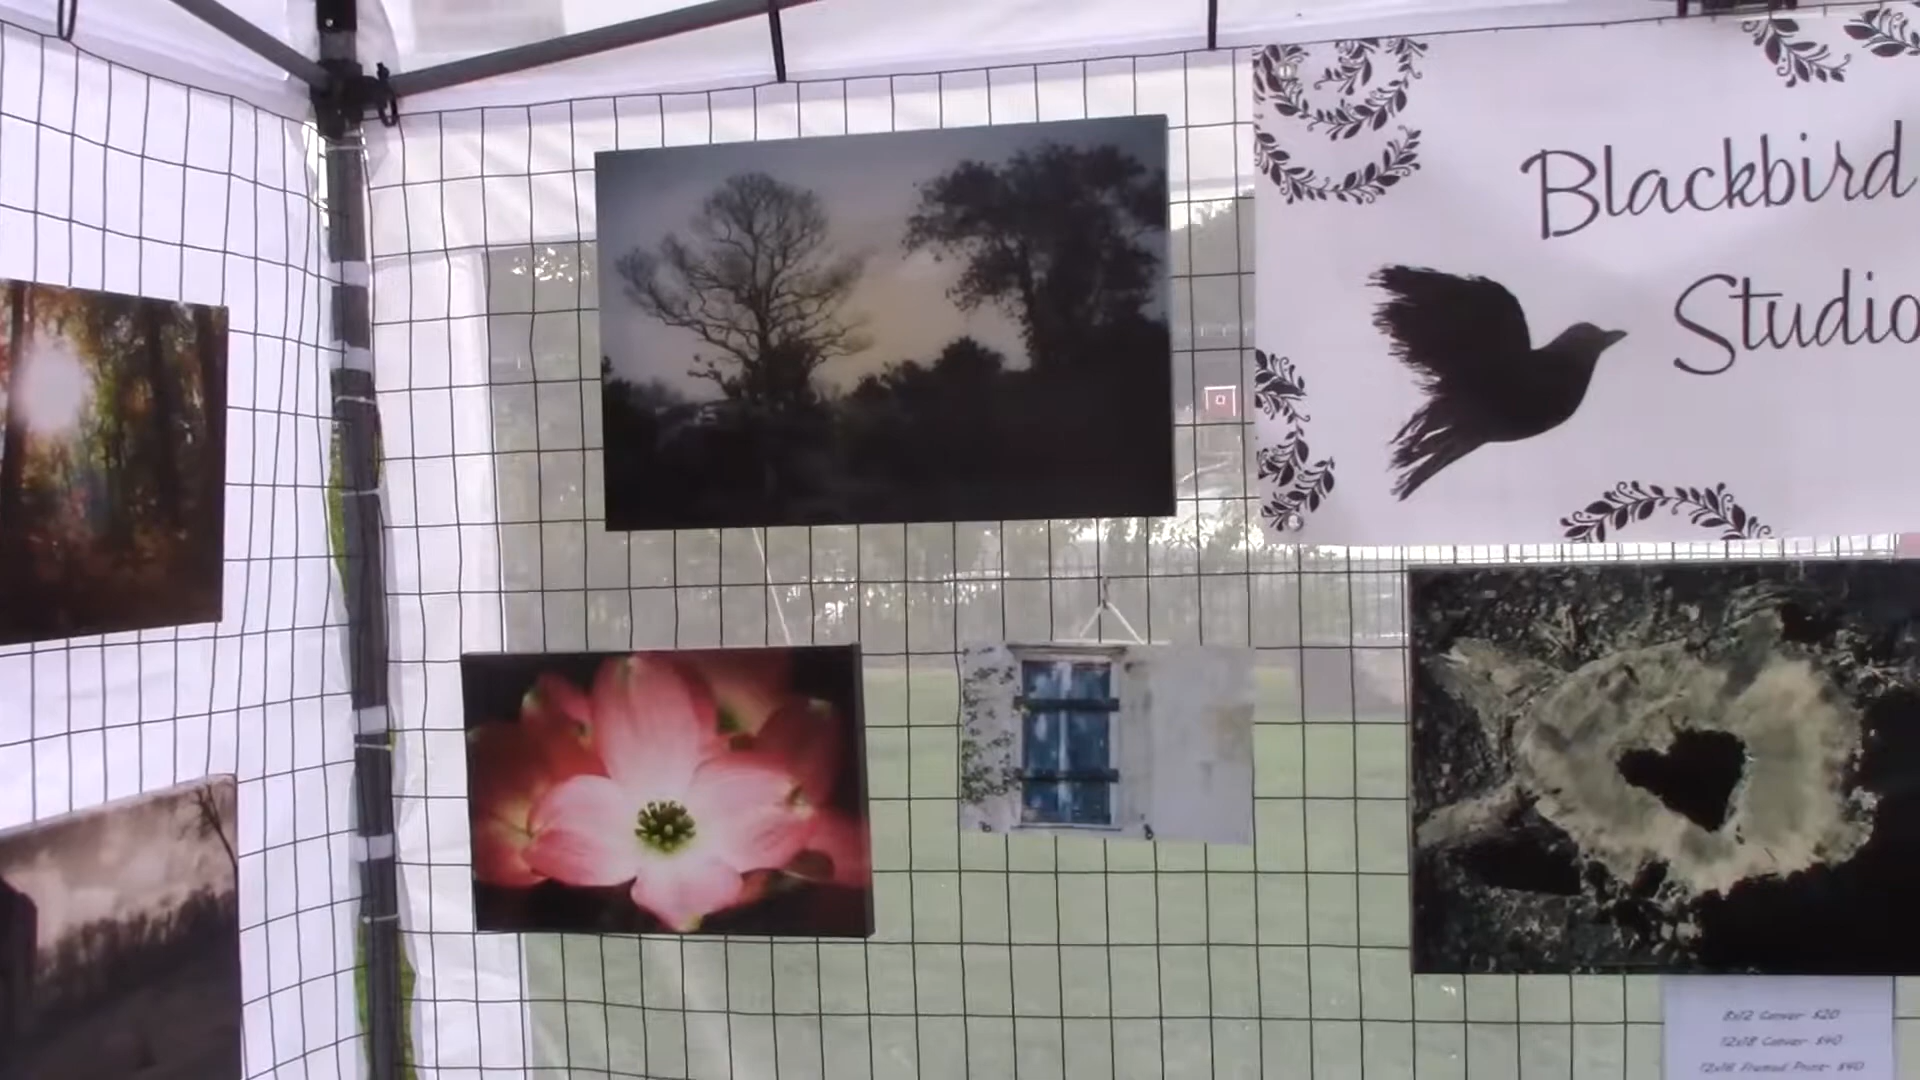 Blackbird
Studio
8x12 Canvas- $20
12x18 Canvas- $40
12x18 Framed Print- $40